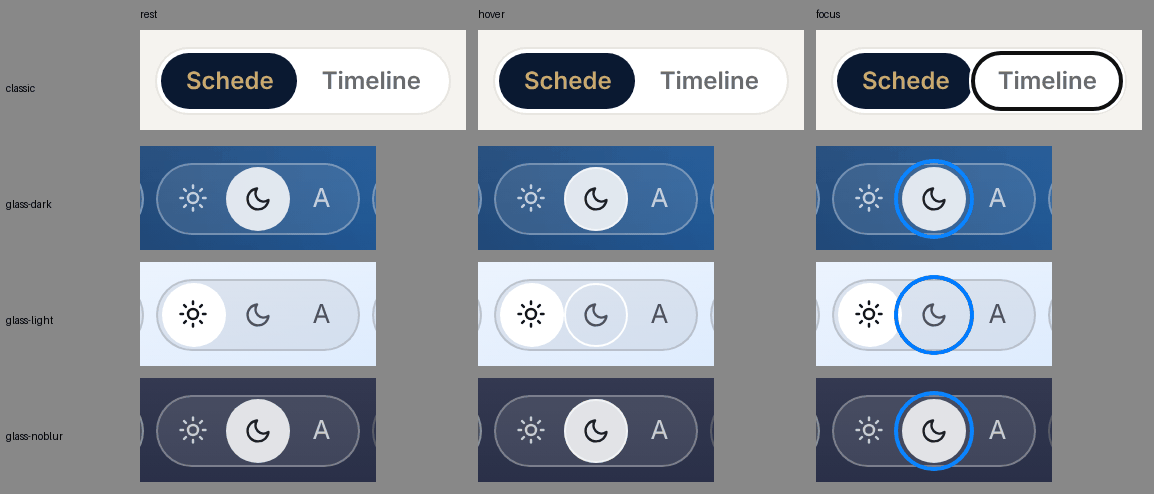 rest hover focus
classic Schede Timeline Schede Timeline Schede Timeline
glass-dark A A A
glass-light A A A
glass-noblur A A A